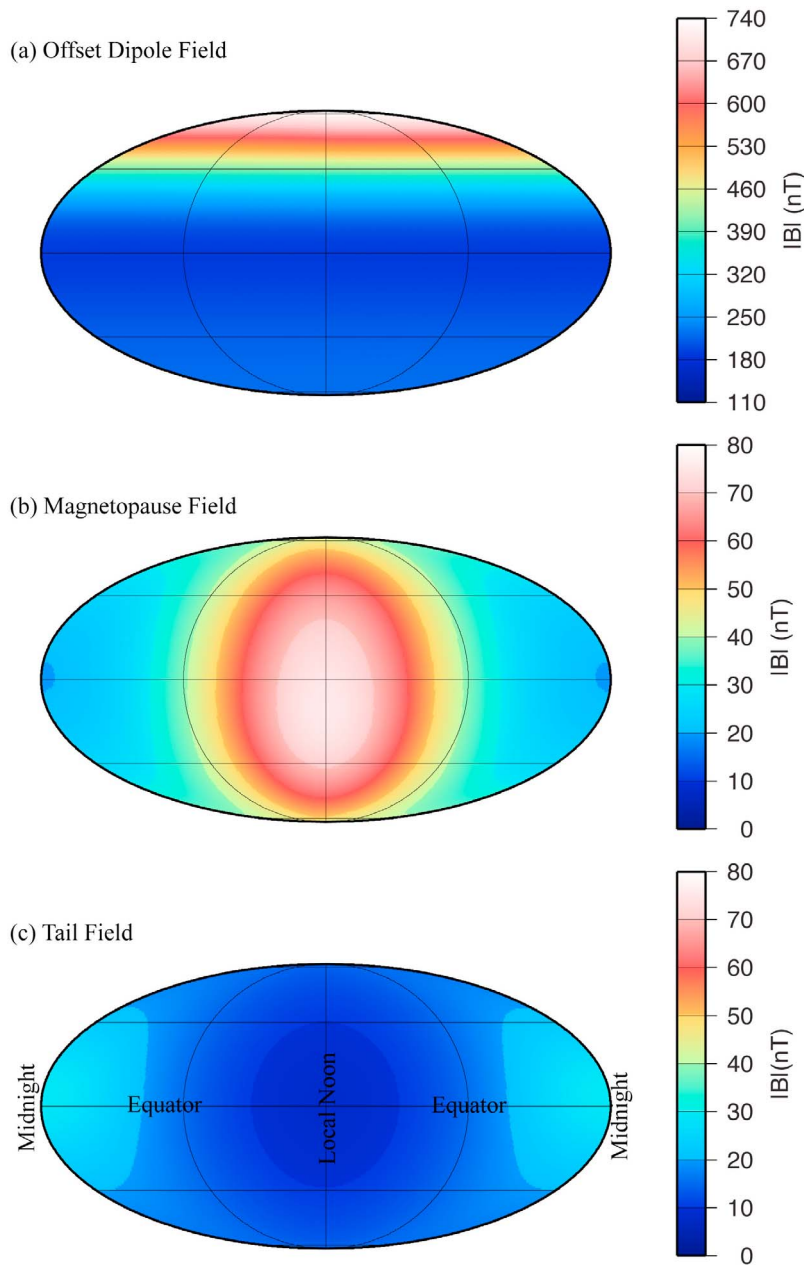 (a) Offset Dipole Field
740
670
600
530
460
390
320
250
180
110
|B| (nT)
(b) Magnetopause Field
80
70
60
50
40
30
20
10
0
|B| (nT)
(c) Tail Field
80
70
60
50
40
30
20
10
0
|B|(nT)
Midnight
Equator
Local Noon
Equator
Midnight